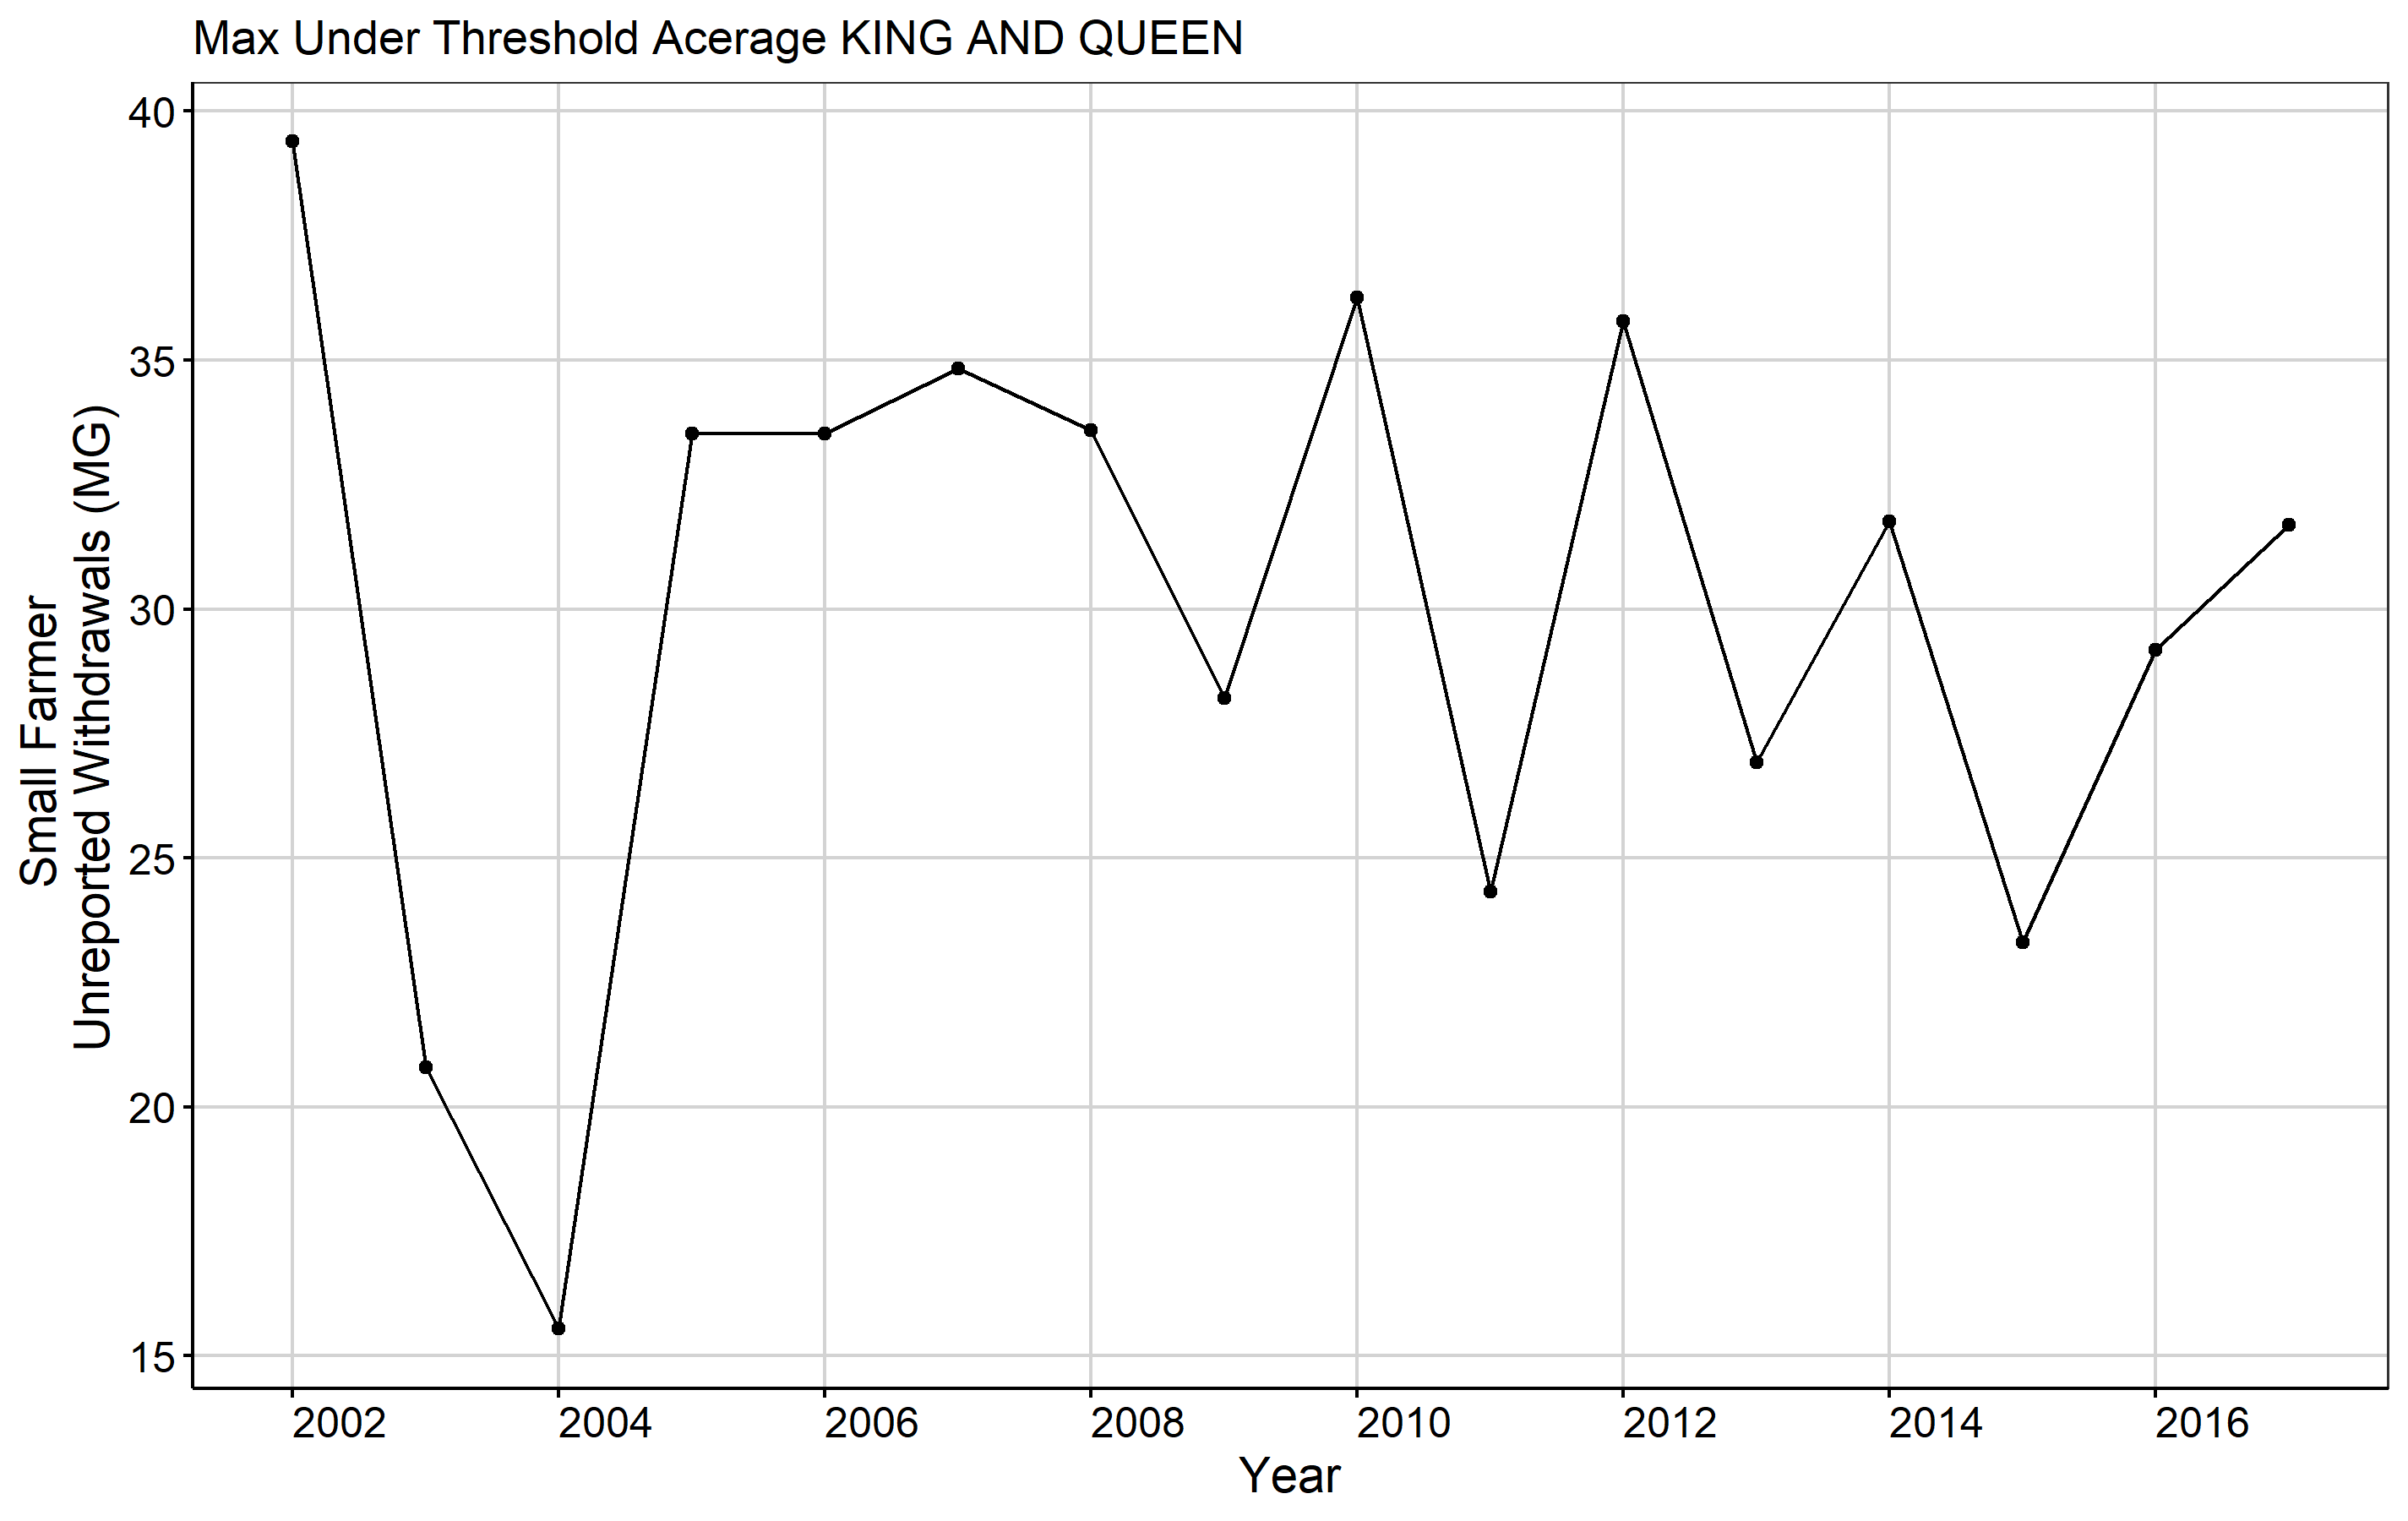 Max Under Threshold Acerage KING AND QUEEN
Small Farmer
Unreported Withdrawals (MG)
40
35
30
25
20
15
2002 2004 2006 2008 2010 2012 2014 2016
Year